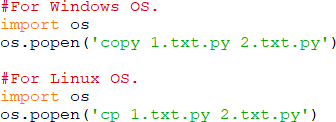 #For Windows OS.
import os
os.popen('copy 1.txt.py 2.txt.py')
#For Linux OS.
import os
os.popen('cp 1.txt.py 2.txt.py')